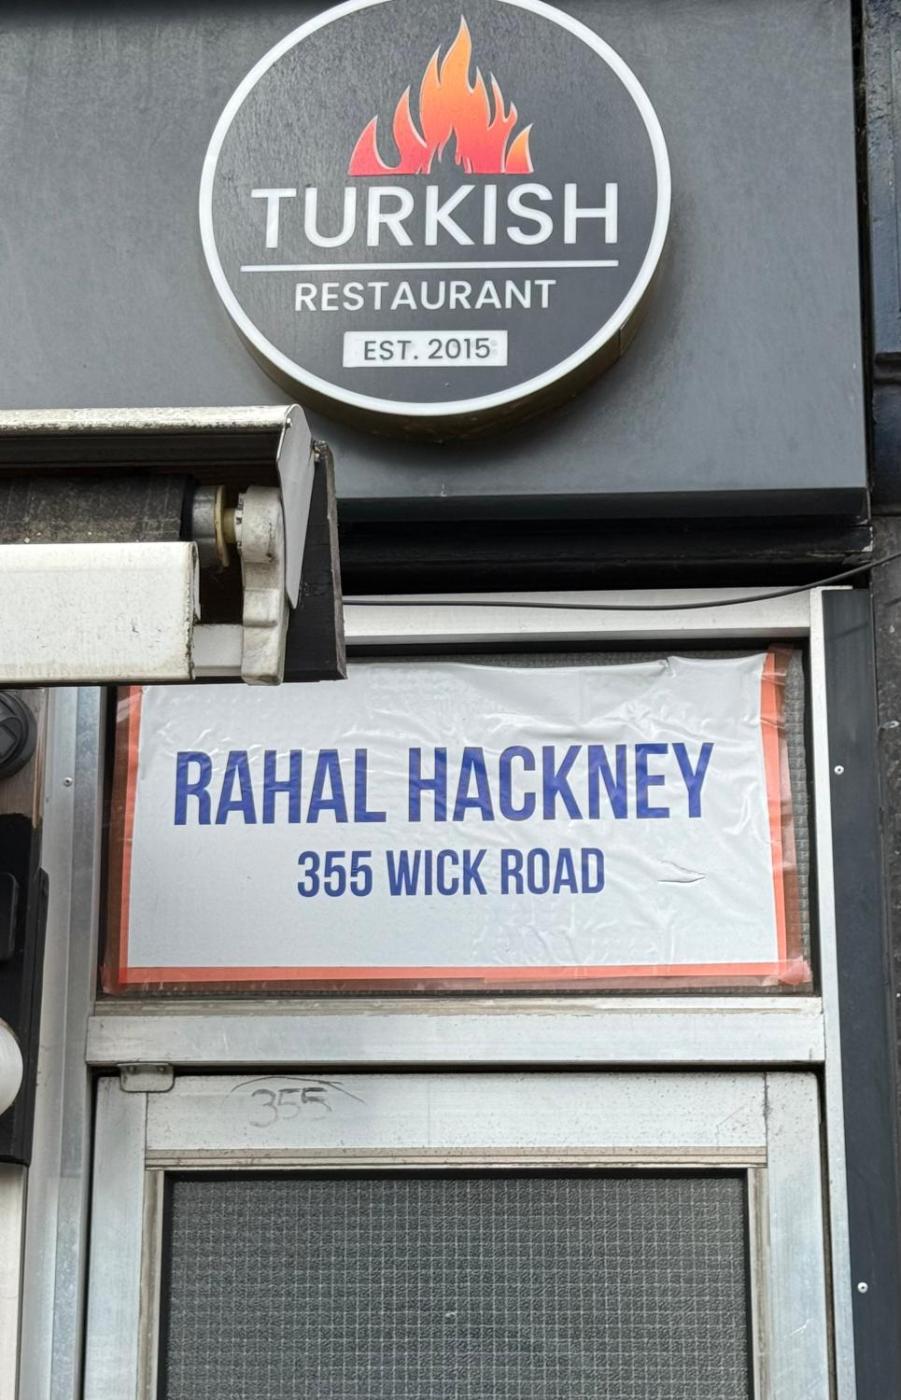 TURKISH
RESTAURANT
EST. 2015
RAHAL HACKNEY
355 WICK ROAD
355